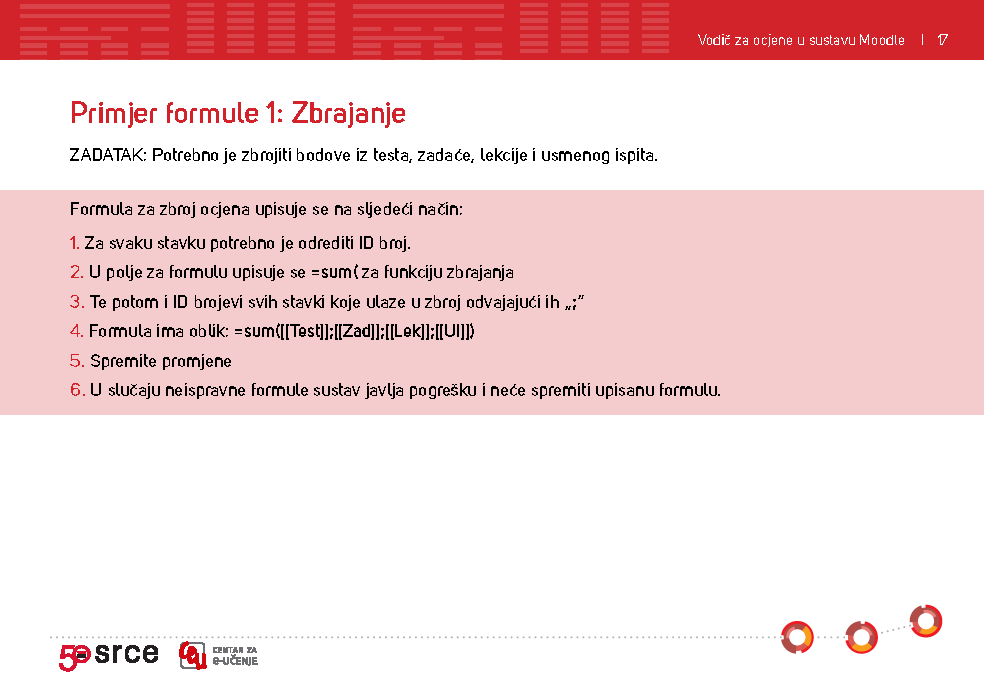 Vodič za ocjene u sustavu Moodle | 17
Primjer formule 1: Zbrajanje
ZADATAK: Potrebno je zbrojiti bodove iz testa, zadaće, lekcije i usmenog ispita.
Formula za zbroj ocjena upisuje se na sljedeći način:
1. Za svaku stavku potrebno je odrediti ID broj.
2. U polje za formulu upisuje se =sum( za funkciju zbrajanja
3. Te potom i ID brojevi svih stavki koje ulaze u zbroj odvajajući ih „;“
4. Formula ima oblik: =sum([[Test]];[[Zad]];[[Lek]];[[UI]])
5. Spremite promjene
6. U slučaju neispravne formule sustav javlja pogrešku i neće spremiti upisanu formulu.
50 srce
ceu CENTAR ZA
e-UČENJE